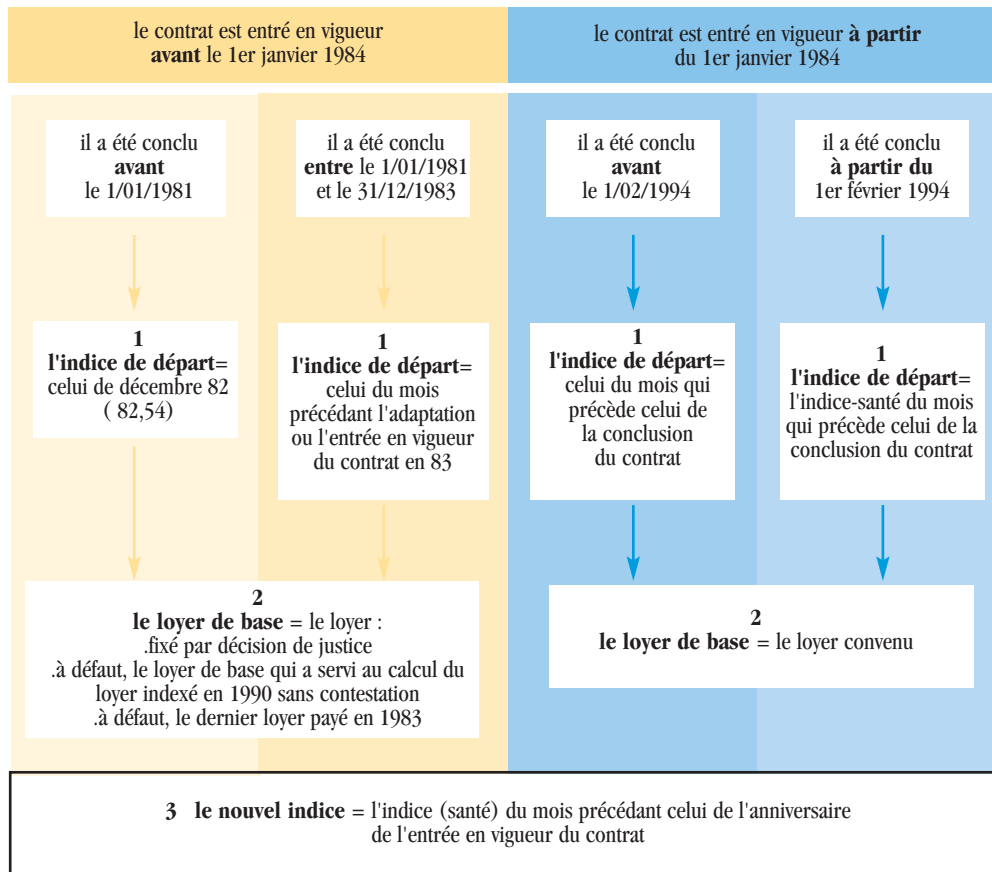 le contrat est entré en vigueur
avant le 1er janvier 1984
le contrat est entré en vigueur à partir
du 1er janvier 1984
il a été conclu
avant
le 1/01/1981
il a été conclu
entre le 1/01/1981
et le 31/12/1983
il a été conclu
avant
le 1/02/1994
il a été conclu
à partir du
1er février 1994
1
l'indice de départ=
celui de décembre 82
( 82,54)
1
l'indice de départ=
celui du mois
précédant l'adaptation
ou l'entrée en vigueur
du contrat en 83
1
l'indice de départ=
celui du mois qui
précède celui de
la conclusion
du contrat
1
l'indice de départ=
l'indice-santé du mois
qui précède celui de la
conclusion du contrat
2
le loyer de base = le loyer :
.fixé par décision de justice
.à défaut, le loyer de base qui a servi au calcul du
loyer indexé en 1990 sans contestation
.à défaut, le dernier loyer payé en 1983
2
le loyer de base = le loyer convenu
3 le nouvel indice = l'indice (santé) du mois précédant celui de l'anniversaire
de l'entrée en vigueur du contrat